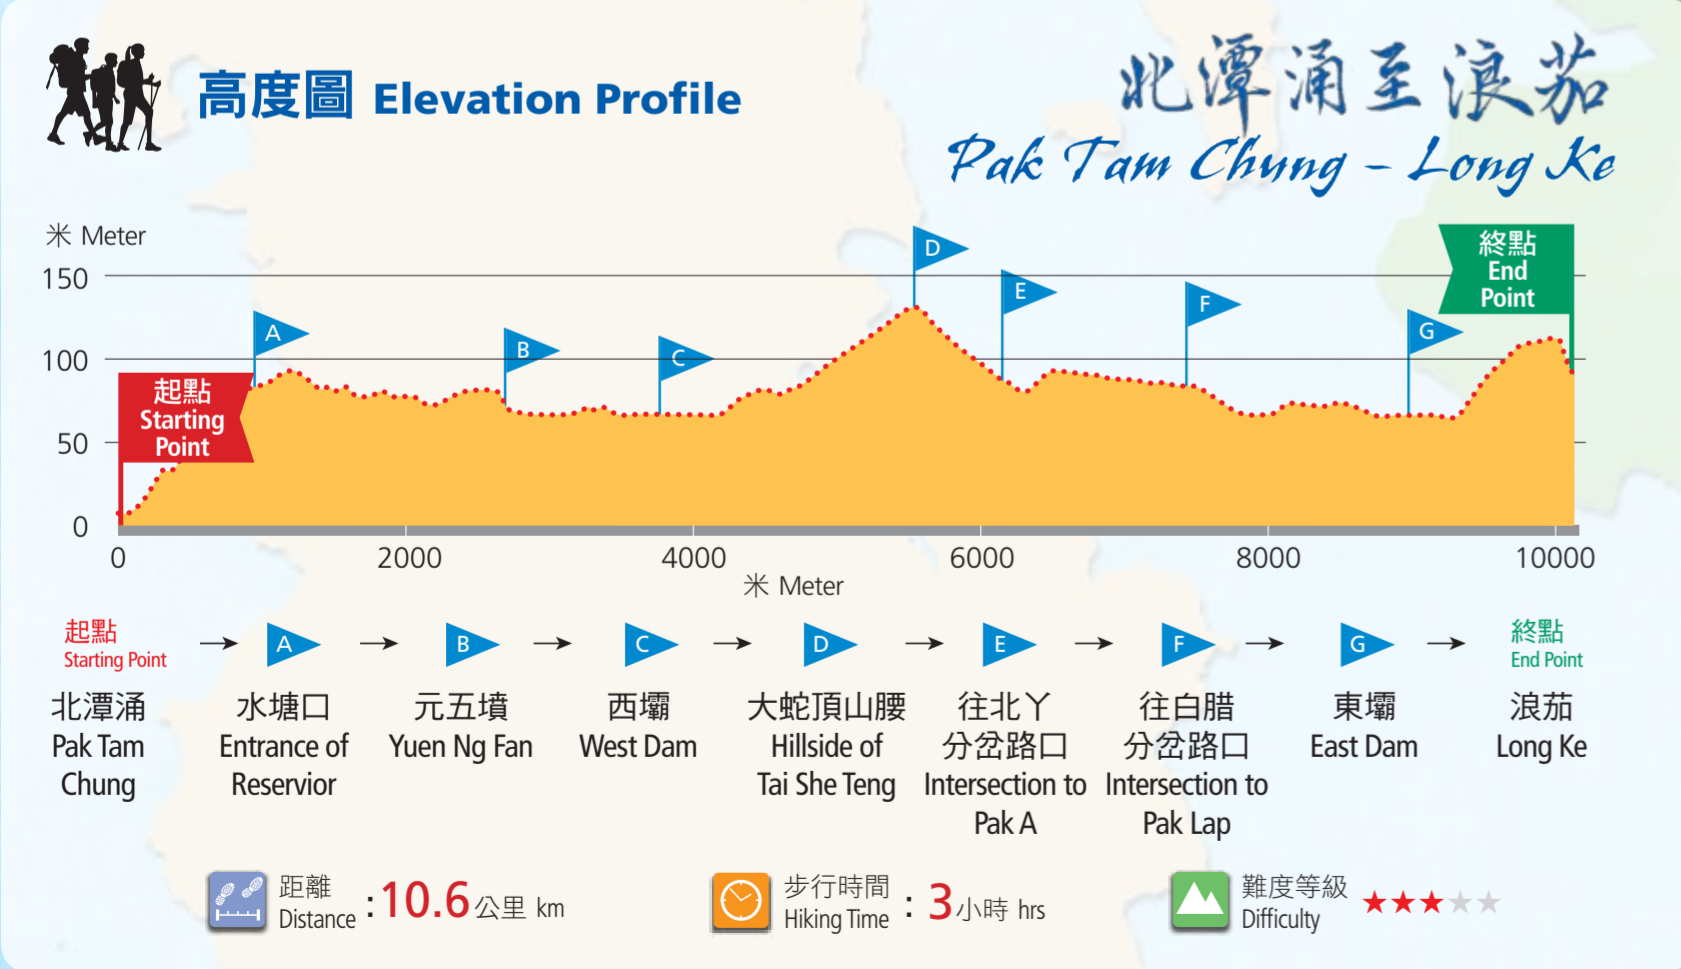 高度圖 Elevation Profile
北潭涌至浪茄
Pak Tam Chung – Long Ke
米 Meter
150
100
50
0
起點
Starting
Point
A
B
C
D
E
F
G
終點
End
Point
0
2000
4000
6000
8000
10000
米 Meter
起點
Starting Point
北潭涌
Pak Tam
Chung
A
水塘口
Entrance of
Reservior
B
元五墳
Yuen Ng Fan
C
西壩
West Dam
D
大蛇頂山腰
Hillside of
Tai She Teng
E
往北丫
分岔路口
Intersection to
Pak A
F
往白腊
分岔路口
Intersection to
Pak Lap
G
東壩
East Dam
終點
End Point
浪茄
Long Ke
距離
Distance
:10.6公里 km
步行時間
Hiking Time
: 3小時 hrs
難度等級
Difficulty
★★★★★